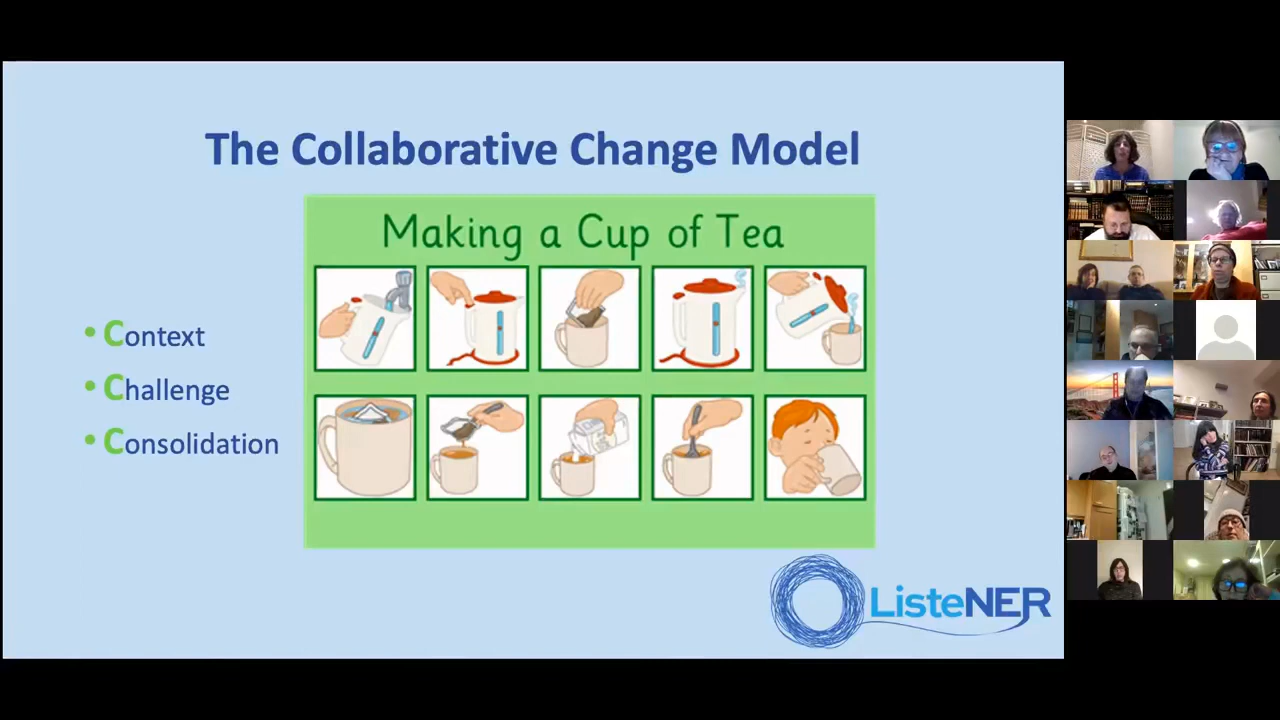 The Collaborative Change Model
Making a Cup of Tea
• Context
• Challenge
• Consolidation
ListeNER